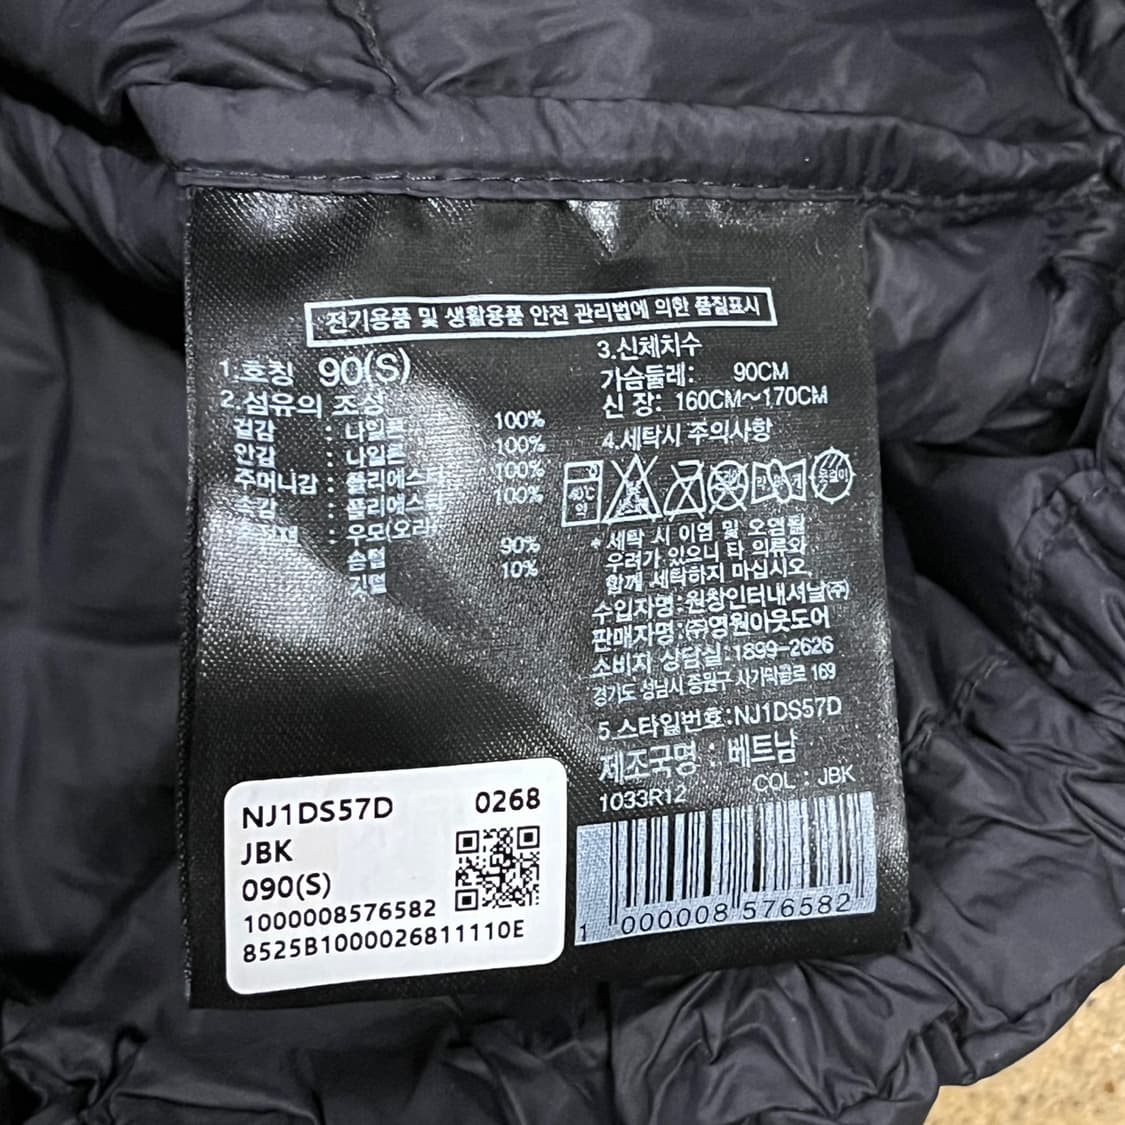 전기용품 및 생활용품 안전 관리법에 의한 품질표시
1.호칭 90(S)
2.섬유의 조성
겉감 : 나일론 100%
안감 : 나일론 100%
주머니감 : 폴리에스터 100%
속감 : 폴리에스터 100%
: 우모(오리)
솜털 90%
깃털 10%
3.신체치수
가슴둘레: 90CM
신 장: 160CM~170CM
4.세탁시 주의사항
40℃
약
옷걸이
* 세탁 시 이염 및 오염될
우려가 있으니 타 의류와
함께 세탁하지 마십시오.
수입자명:원창인터내셔날(주)
판매자명:(주)영원아웃도어
소비자 상담실:1899-2626
경기도 성남시 중원구 사기막골로 169
5.스타일번호:NJ1DS57D
제조국명 : 베트남
1033R12 COL : JBK
1 000008 576582
NJ1DS57D 0268
JBK
090(S)
1000008576582
8525B1000026811110E